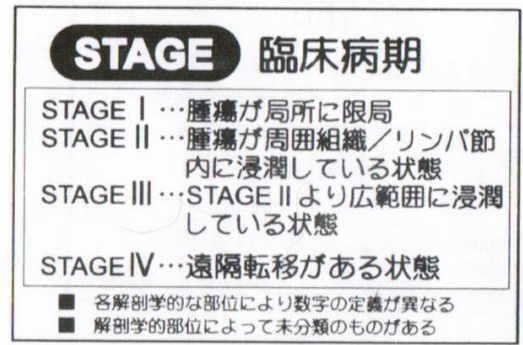 STAGE 臨床病期
STAGE Ⅰ…腫瘍が局所に限局
STAGE Ⅱ…腫瘍が周囲組織／リンパ節
内に浸潤している状態
STAGE Ⅲ…STAGE Ⅱより広範囲に浸潤
している状態
STAGE Ⅳ…遠隔転移がある状態
■ 各解剖学的な部位により数字の定義が異なる
■ 解剖学的部位によって未分類のものがある